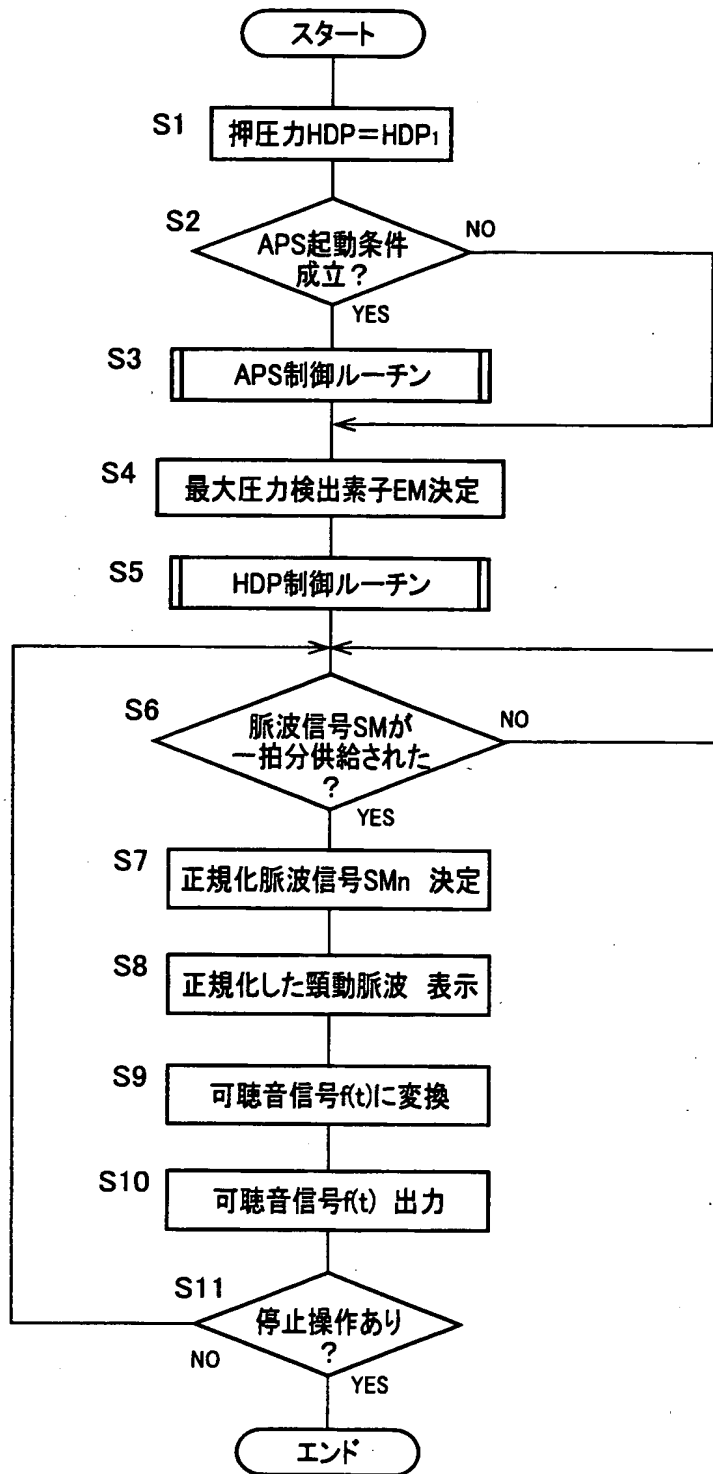 スタート
S1
押圧力HDP=HDP₁
S2
APS起動条件
成立?
NO
YES
S3
APS制御ルーチン
S4
最大圧力検出素子EM決定
S5
HDP制御ルーチン
S6
脈波信号SMが
一拍分供給された
?
NO
YES
S7
正規化脈波信号SMn 決定
S8
正規化した頸動脈波 表示
S9
可聴音信号f(t)に変換
S10
可聴音信号f(t) 出力
S11
停止操作あり
?
NO
YES
エンド